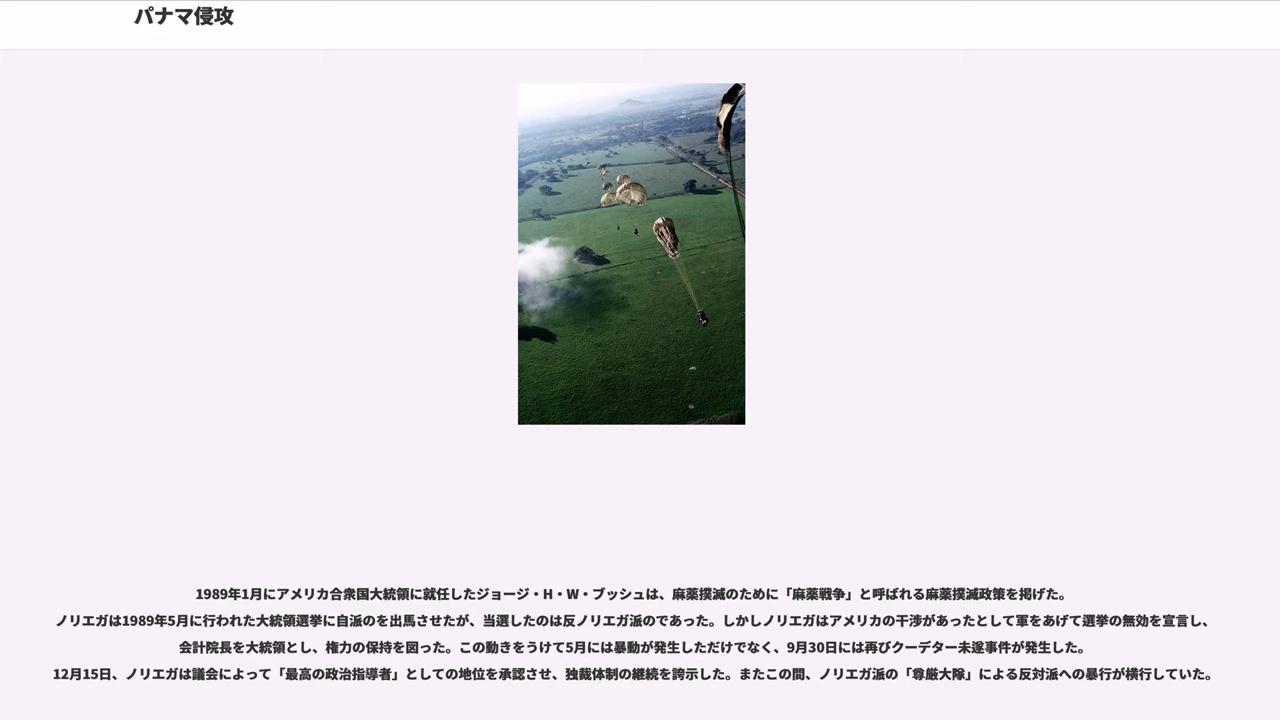 パナマ侵攻
1989年1月にアメリカ合衆国大統領に就任したジョージ・H・W・ブッシュは、麻薬撲滅のために「麻薬戦争」と呼ばれる麻薬撲滅政策を掲げた。
ノリエガは1989年5月に行われた大統領選挙に自派のを出馬させたが、当選したのは反ノリエガ派のであった。しかしノリエガはアメリカの干渉があったとして軍をあげて選挙の無効を宣言し、
会計院長を大統領とし、権力の保持を図った。この動きをうけて5月には暴動が発生しただけでなく、9月30日には再びクーデター未遂事件が発生した。
12月15日、ノリエガは議会によって「最高の政治指導者」としての地位を承認させ、独裁体制の継続を誇示した。またこの間、ノリエガ派の「尊厳大隊」による反対派への暴行が横行していた。